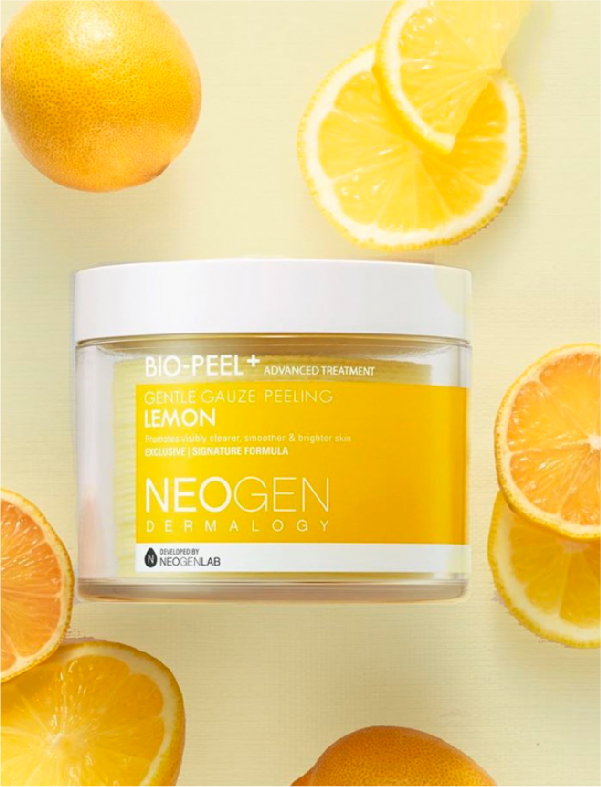 BIO-PEEL+ ADVANCED TREATMENT
GENTLE GAUZE PEELING
LEMON
Promotes visibly clearer, smoother & brighter skin
EXCLUSIVE | SIGNATURE FORMULA
NEOGEN
DERMALOGY
N DEVELOPED BY
NEOGENLAB